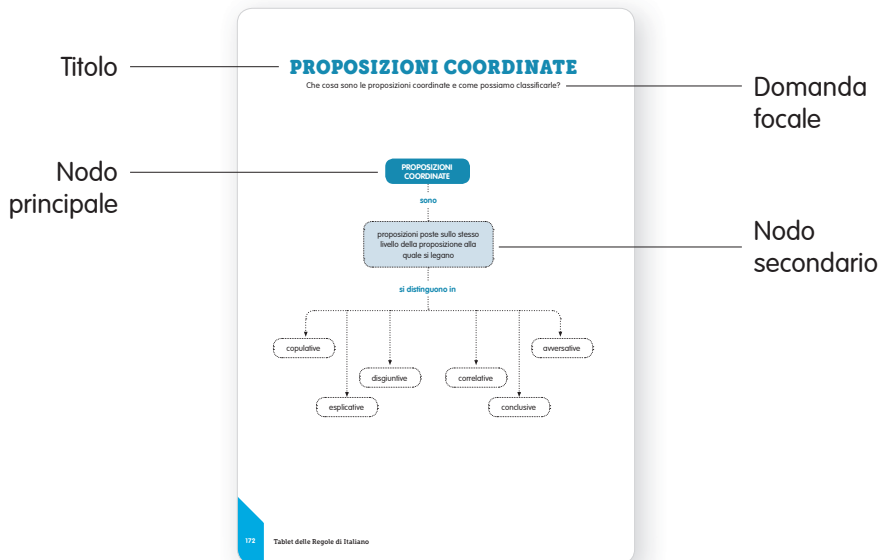 Titolo
PROPOSIZIONI COORDINATE
Che cosa sono le proposizioni coordinate e come possiamo classificarle?
Domanda
focale
Nodo
principale
PROPOSIZIONI
COORDINATE
sono
proposizioni poste sullo stesso
livello della proposizione alla
quale si legano
Nodo
secondario
si distinguono in
copulative
avversative
disgiuntive
correlative
esplicative
conclusive
172
Tablet delle Regole di Italiano